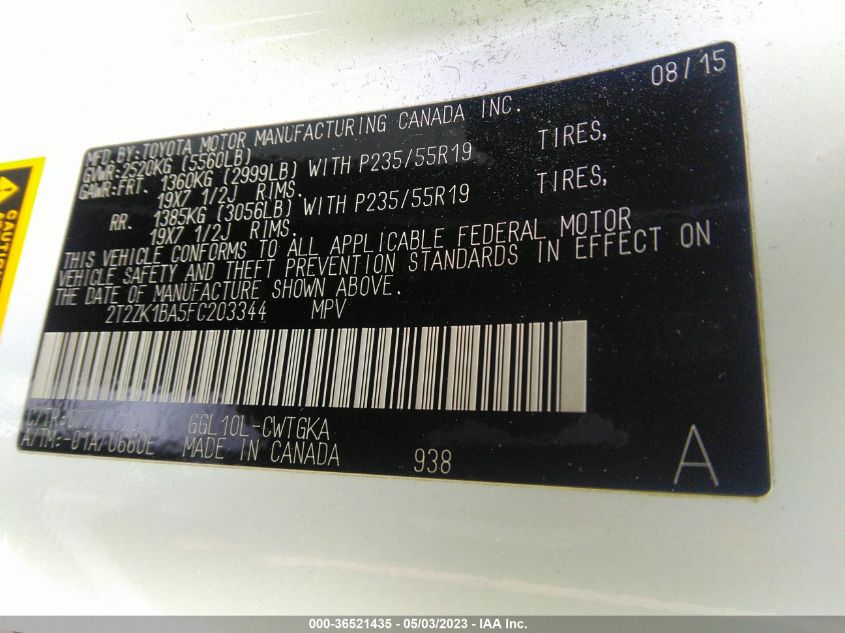 08/15
MFD. BY: TOYOTA MOTOR MANUFACTURING CANADA INC.
GVWR: 2520KG (5560LB)
GAWR: FRT. 1360KG (2999LB) WITH P235/55R19 TIRES,
19X7 1/2J RIMS.
RR. 1385KG (3056LB) WITH P235/55R19 TIRES,
19X7 1/2J RIMS.
THIS VEHICLE CONFORMS TO ALL APPLICABLE FEDERAL MOTOR
VEHICLE SAFETY AND THEFT PREVENTION STANDARDS IN EFFECT ON
THE DATE OF MANUFACTURE SHOWN ABOVE.
2T2ZK1BA5FC203344 MPV
GGL10L-CWTGKA
MADE IN CANADA 938 A
CAUTION
000-36521435 - 05/03/2023 - IAA Inc.